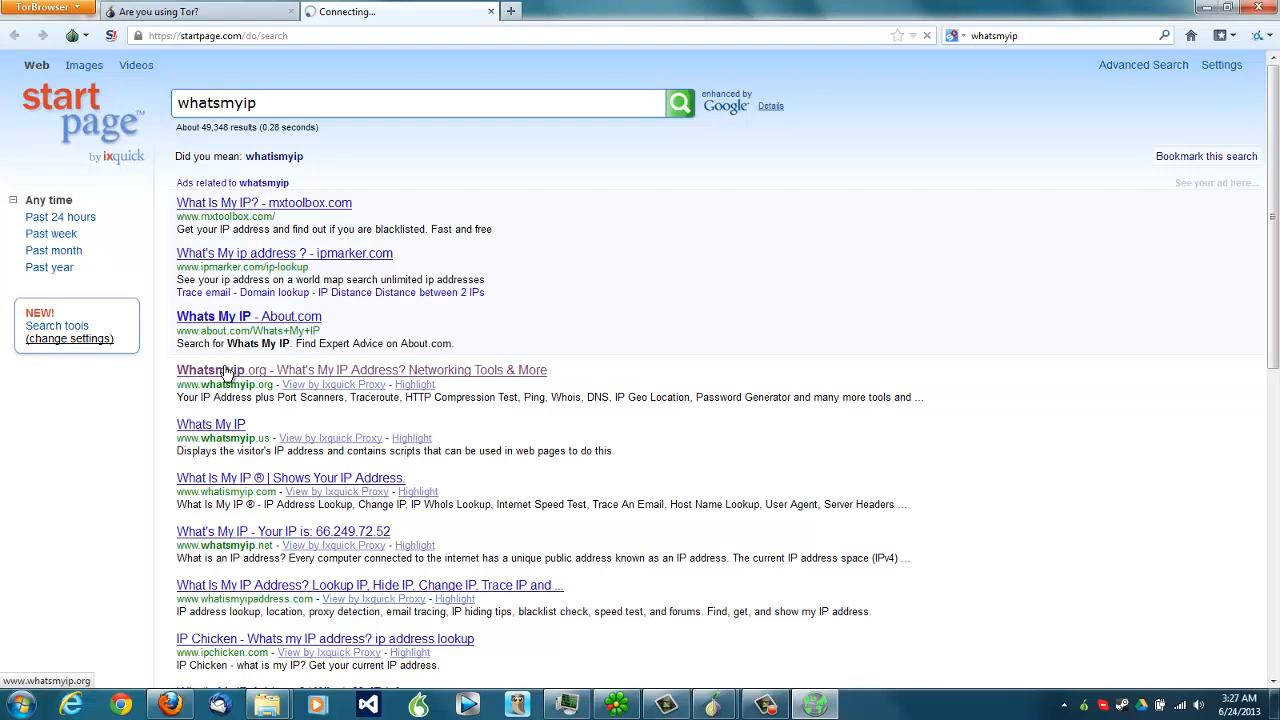 TorBrowser
Are you using Tor?
Connecting...
https://startpage.com/do/search
whatsmyip
Web Images Videos
Advanced Search Settings
start
page™
by ixquick
whatsmyip
enhanced by
Google™ Details
About 49,348 results (0.28 seconds)
Did you mean: whatismyip
Bookmark this search
Ads related to whatsmyip
See your ad here...
Any time
Past 24 hours
Past week
Past month
Past year
NEW!
Search tools
(change settings)
What Is My IP? - mxtoolbox.com
www.mxtoolbox.com/
Get your IP address and find out if you are blacklisted. Fast and free
What's My ip address ? - ipmarker.com
www.ipmarker.com/ip-lookup
See your ip address on a world map search unlimited ip addresses
Trace email - Domain lookup - IP Distance Distance between 2 IPs
Whats My IP - About.com
www.about.com/Whats+My+IP
Search for Whats My IP. Find Expert Advice on About.com.
Whatsmyip.org - What's My IP Address? Networking Tools & More
www.whatsmyip.org - View by Ixquick Proxy - Highlight
Your IP Address plus Port Scanners, Traceroute, HTTP Compression Test, Ping, Whois, DNS, IP Geo Location, Password Generator and many more tools and ...
Whats My IP
www.whatsmyip.us - View by Ixquick Proxy - Highlight
Displays the visitor's IP address and contains scripts that can be used in web pages to do this.
What Is My IP ® | Shows Your IP Address.
www.whatismyip.com - View by Ixquick Proxy - Highlight
What Is My IP ® - IP Address Lookup, Change IP, IP WhoIs Lookup, Internet Speed Test, Trace An Email, Host Name Lookup, User Agent, Server Headers ...
What's My IP - Your IP is: 66.249.72.52
www.whatsmyip.net - View by Ixquick Proxy - Highlight
What is an IP address? Every computer connected to the internet has a unique public address known as an IP address. The current IP address space (IPv4) ...
What Is My IP Address? Lookup IP, Hide IP, Change IP, Trace IP and ...
www.whatismyipaddress.com - View by Ixquick Proxy - Highlight
IP address lookup, location, proxy detection, email tracing, IP hiding tips, blacklist check, speed test, and forums. Find, get, and show my IP address.
IP Chicken - Whats my IP address? ip address lookup
www.ipchicken.com - View by Ixquick Proxy - Highlight
IP Chicken - what is my IP? Get your current IP address.
www.whatsmyip.org
3:27 AM
6/24/2013